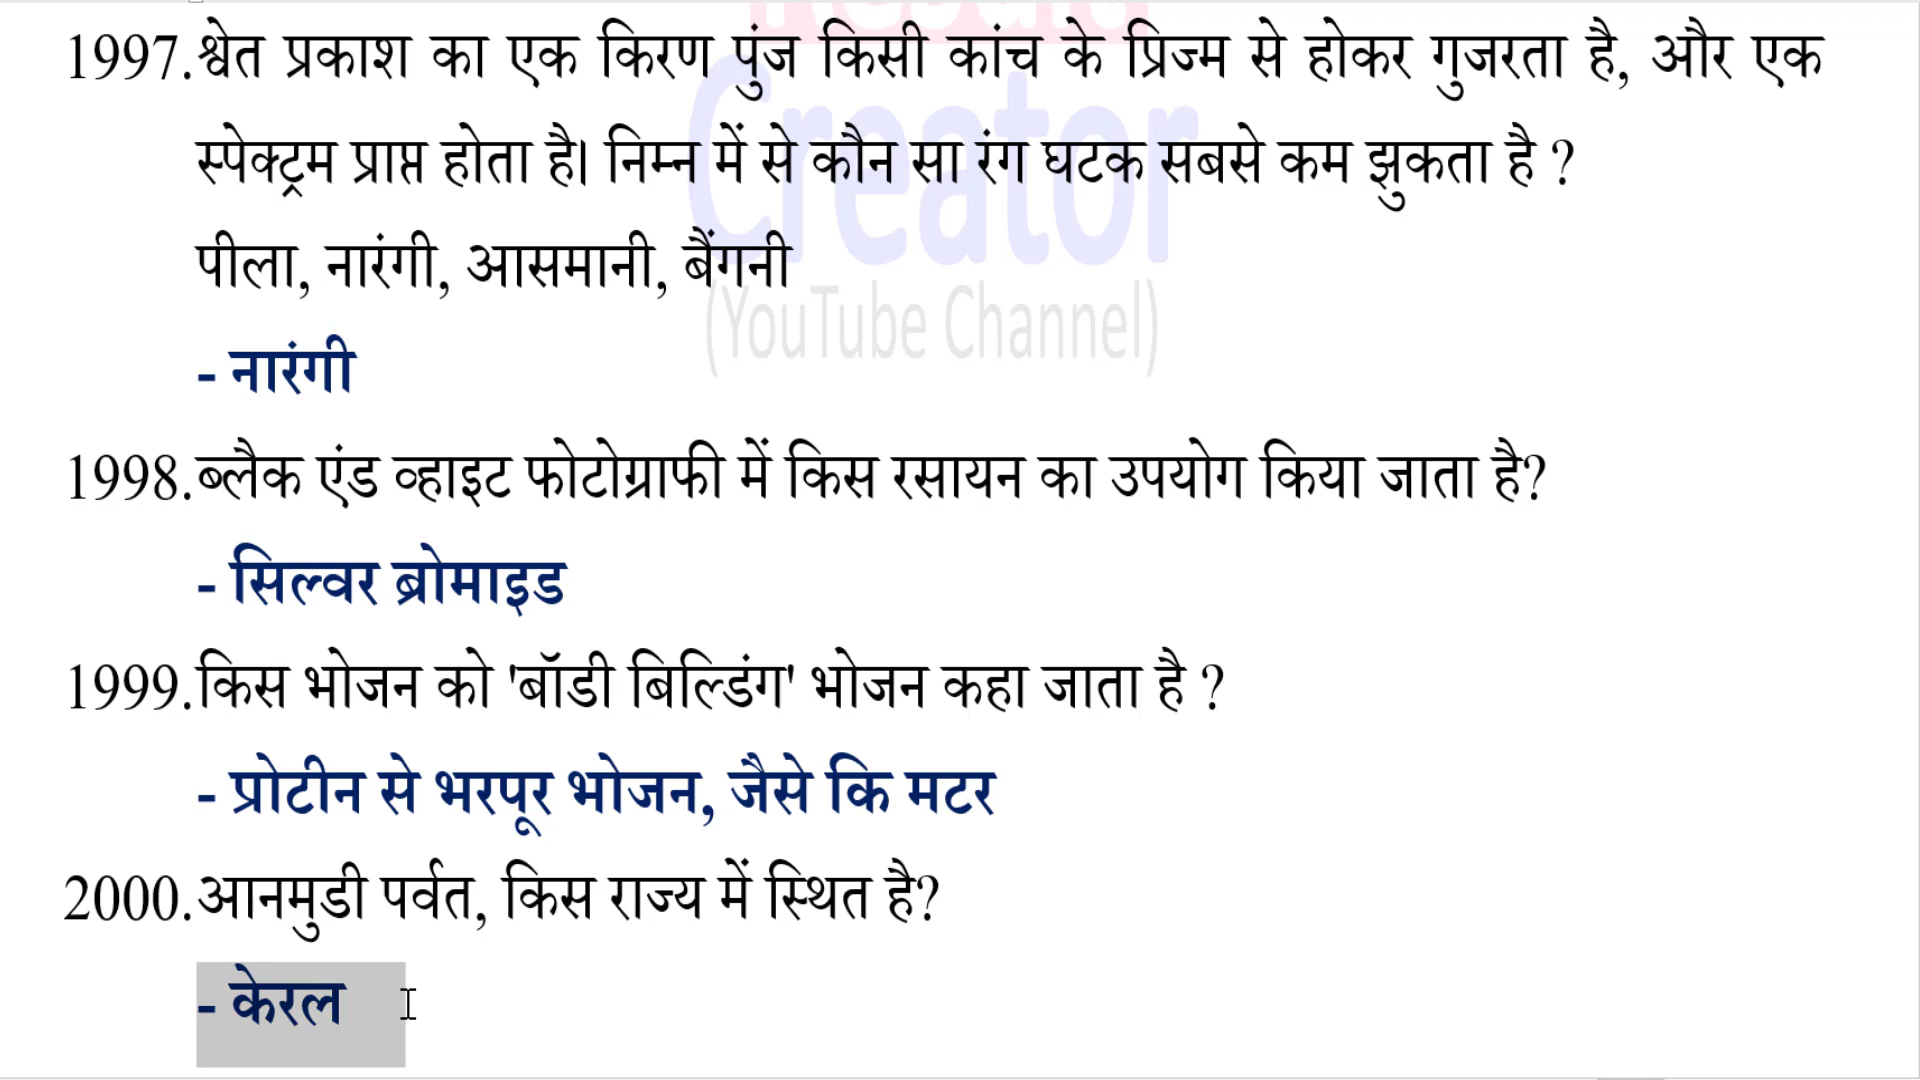 Result
1997.श्वेत प्रकाश का एक किरण पुंज किसी कांच के प्रिज्म से होकर गुजरता है, और एक
स्पेक्ट्रम प्राप्त होता है। निम्न में से कौन सा रंग घटक सबसे कम झुकता है ?
Creator
पीला, नारंगी, आसमानी, बैंगनी
(YouTube Channel)
- नारंगी
1998.ब्लैक एंड व्हाइट फोटोग्राफी में किस रसायन का उपयोग किया जाता है?
- सिल्वर ब्रोमाइड
1999.किस भोजन को 'बॉडी बिल्डिंग' भोजन कहा जाता है ?
- प्रोटीन से भरपूर भोजन, जैसे कि मटर
2000.आनमुडी पर्वत, किस राज्य में स्थित है?
- केरल